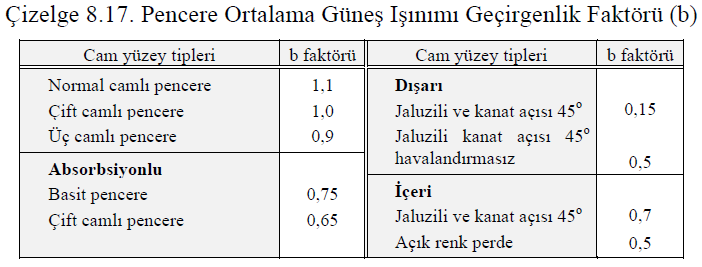 Çizelge 8.17. Pencere Ortalama Güneş Işınımı Geçirgenlik Faktörü (b)
Cam yüzey tipleri b faktörü Cam yüzey tipleri b faktörü
Normal camlı pencere 1,1
Çift camlı pencere 1,0
Üç camlı pencere 0,9
Absorbsiyonlu
Basit pencere 0,75
Çift camlı pencere 0,65
Dışarı
Jaluzili ve kanat açısı 45° 0,15
Jaluzili kanat açısı 45°
havalandırmasız 0,5
İçeri
Jaluzili ve kanat açısı 45° 0,7
Açık renk perde 0,5